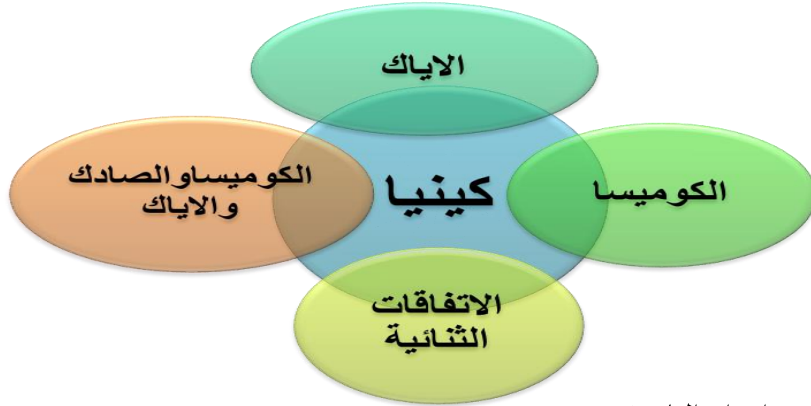 الاياك
الكوميساوالصادك
والاياك
كينيا
الكوميسا
الاتفاقات
الثنائية